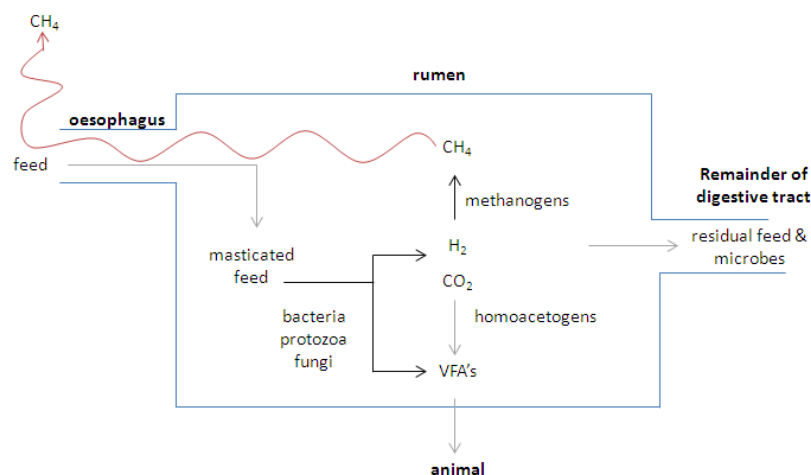 CH4
rumen
oesophagus
CH4
feed
Remainder of
digestive tract
methanogens
residual feed &
microbes
H2
masticated
feed
CO2
bacteria
protozoa
fungi
homoacetogens
VFA's
animal